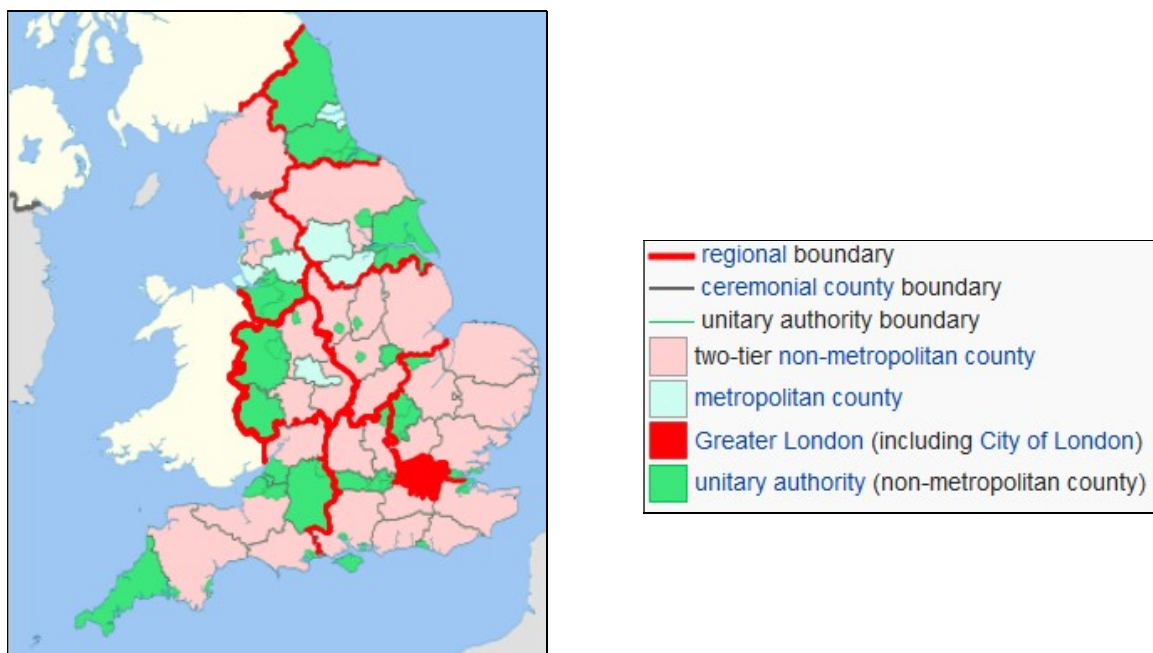 regional boundary
ceremonial county boundary
unitary authority boundary
two-tier non-metropolitan county
metropolitan county
Greater London (including City of London)
unitary authority (non-metropolitan county)